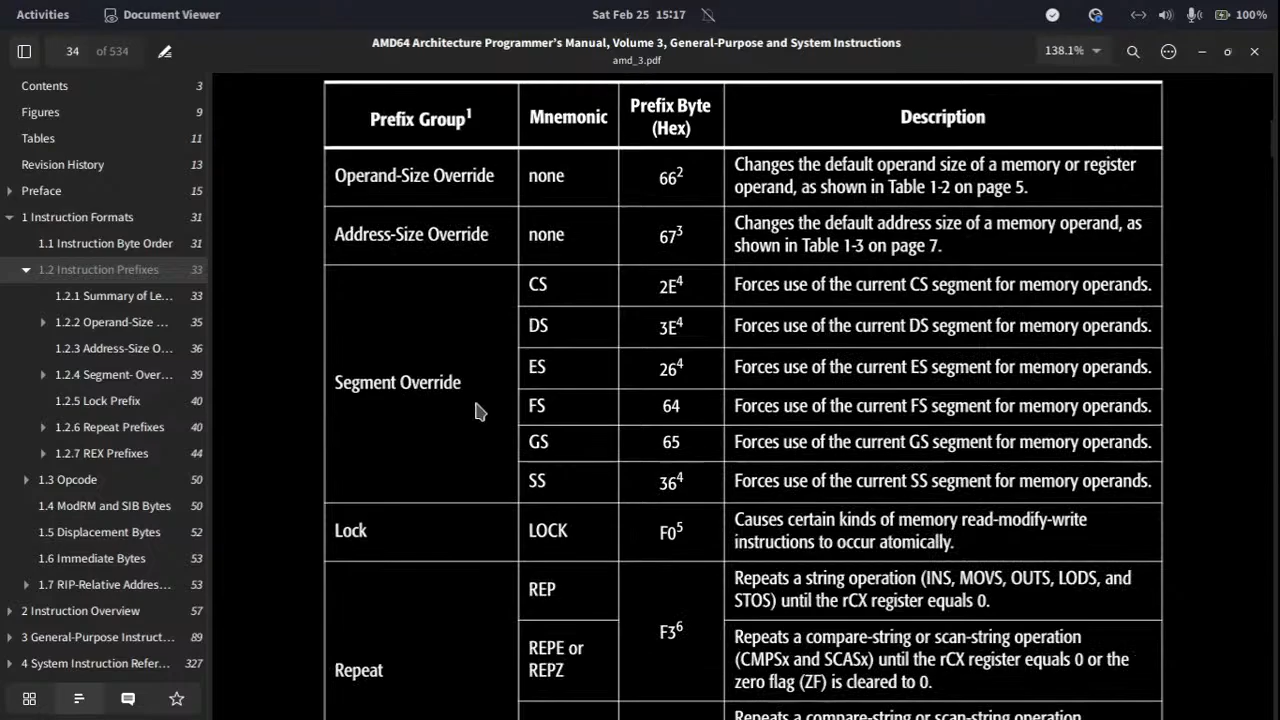 Activities
Document Viewer
Sat Feb 25 15:17
100%
34 of 534
AMD64 Architecture Programmer's Manual, Volume 3, General-Purpose and System Instructions
amd_3.pdf
138.1%
Contents 3
Figures 9
Tables 11
Revision History 13
Preface 15
1 Instruction Formats 31
1.1 Instruction Byte Order 31
1.2 Instruction Prefixes 33
1.2.1 Summary of Le... 33
1.2.2 Operand-Size ... 35
1.2.3 Address-Size O... 36
1.2.4 Segment- Over... 39
1.2.5 Lock Prefix 40
1.2.6 Repeat Prefixes 40
1.2.7 REX Prefixes 44
1.3 Opcode 50
1.4 ModRM and SIB Bytes 50
1.5 Displacement Bytes 52
1.6 Immediate Bytes 53
1.7 RIP-Relative Addres... 53
2 Instruction Overview 57
3 General-Purpose Instruct... 89
4 System Instruction Refer... 327
Prefix Group¹ Mnemonic Prefix Byte (Hex) Description
Operand-Size Override none 66² Changes the default operand size of a memory or register
operand, as shown in Table 1-2 on page 5.
Address-Size Override none 67³ Changes the default address size of a memory operand, as
shown in Table 1-3 on page 7.
Segment Override
CS 2E⁴ Forces use of the current CS segment for memory operands.
DS 3E⁴ Forces use of the current DS segment for memory operands.
ES 26⁴ Forces use of the current ES segment for memory operands.
FS 64 Forces use of the current FS segment for memory operands.
GS 65 Forces use of the current GS segment for memory operands.
SS 36⁴ Forces use of the current SS segment for memory operands.
Lock LOCK F0⁵ Causes certain kinds of memory read-modify-write
instructions to occur atomically.
Repeat
REP F3⁶ Repeats a string operation (INS, MOVS, OUTS, LODS, and
STOS) until the rCX register equals 0.
REPE or
REPZ
Repeats a compare-string or scan-string operation
(CMPSx and SCASx) until the rCX register equals 0 or the
zero flag (ZF) is cleared to 0.
Repeats a compare-string or scan-string operation